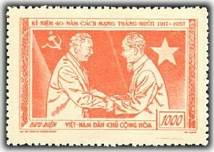 KỈ NIỆM 40 NĂM CÁCH MẠNG THÁNG MƯỜI 1917-1957
BƯU ĐIỆN
1000
VIỆT-NAM DÂN CHỦ CỘNG HÒA